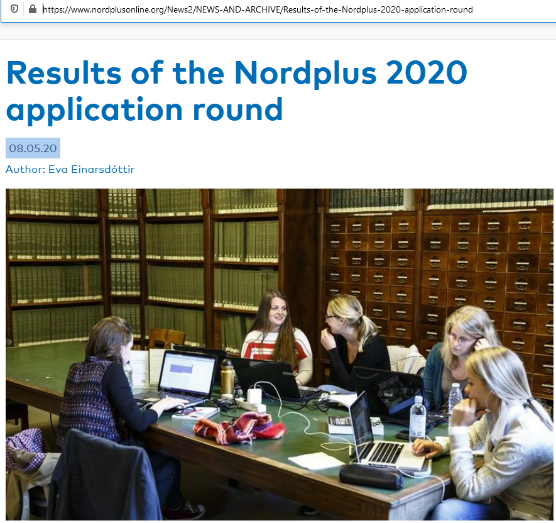 https://www.nordplusonline.org/News2/NEWS-AND-ARCHIVE/Results-of-the-Nordplus-2020-application-round
Results of the Nordplus 2020
application round
08.05.20
Author: Eva Einarsdóttir